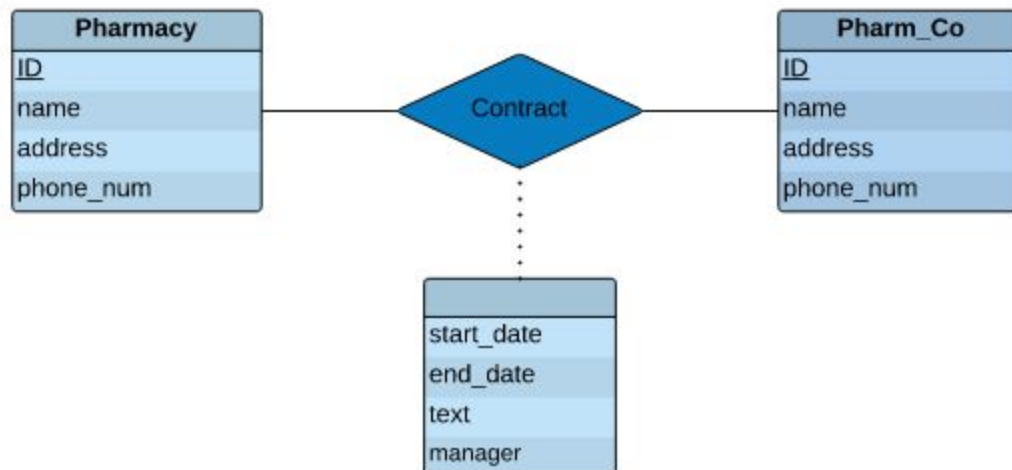 Pharmacy
ID
name
address
phone_num
Contract
Pharm_Co
ID
name
address
phone_num
start_date
end_date
text
manager